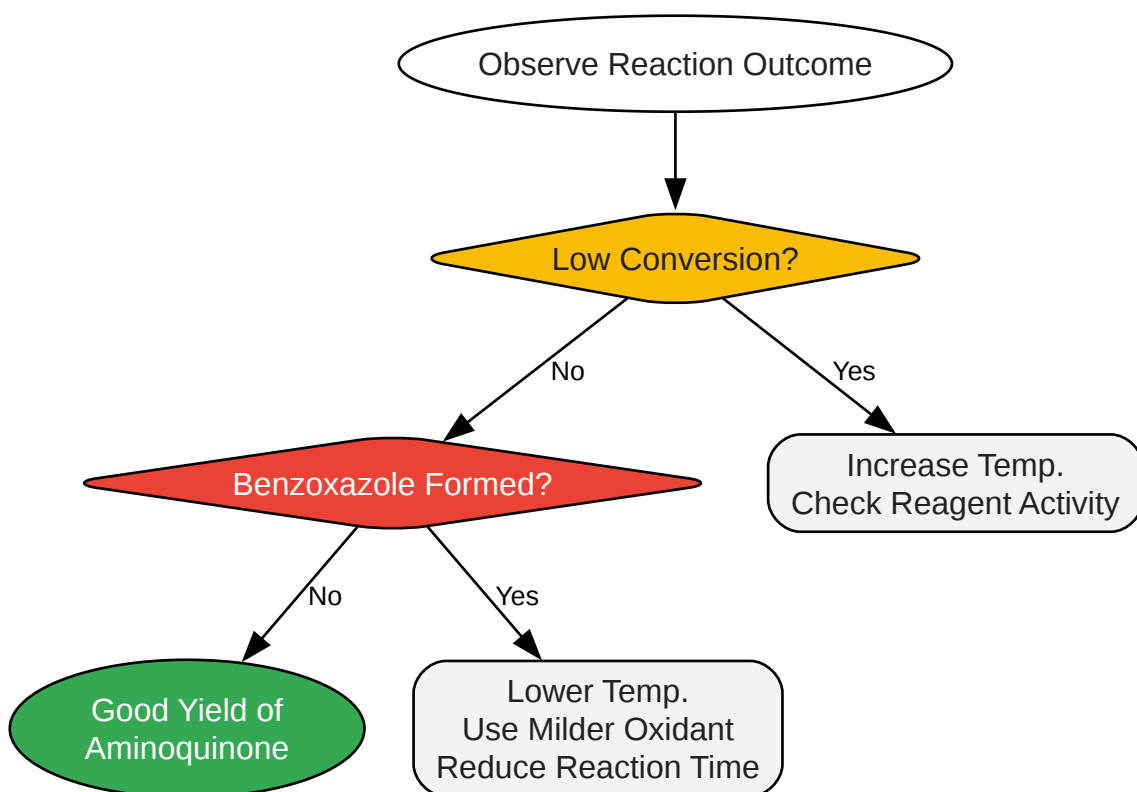 Observe Reaction Outcome
Low Conversion?
No
Yes
Benzoxazole Formed?
Increase Temp.
Check Reagent Activity
No
Yes
Good Yield of
Aminoquinone
Lower Temp.
Use Milder Oxidant
Reduce Reaction Time